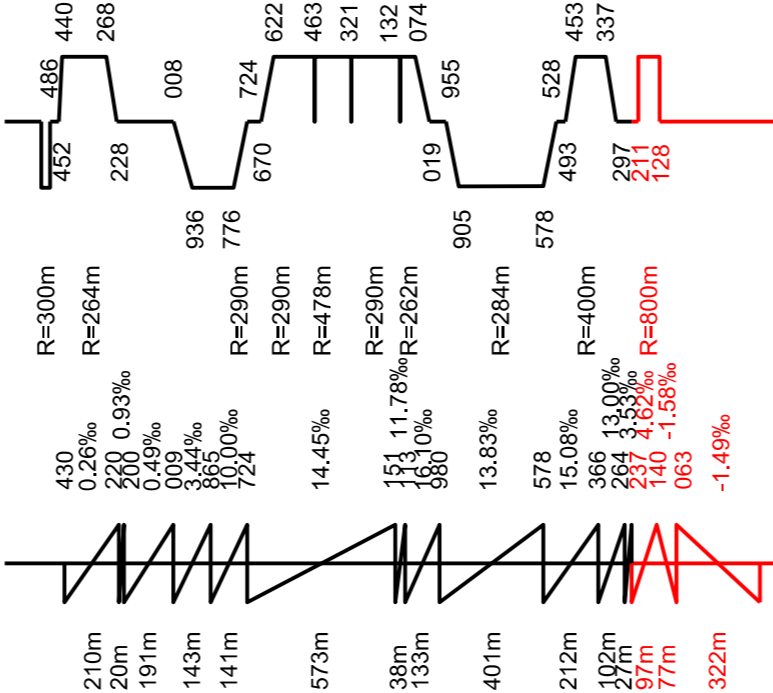 440 268 622 463 321 132 074 453 337
486 008 724 955 528
452 228 670 019 493 297 211 128
936 776 905 578
R=300m R=264m R=290m R=290m R=478m R=290m R=262m R=284m R=400m R=800m
430 0.26‰ 220 0.93‰ 200 0.49‰ 009 3.44‰ 865 10.00‰ 724 14.45‰ 151 11.78‰ 113 16.10‰ 980 13.83‰ 578 15.08‰ 366 13.00‰ 264 3.53‰ 237 4.62‰ 140 -1.58‰ 063 -1.49‰
210m 20m 191m 143m 141m 573m 38m 133m 401m 212m 102m 27m 97m 77m 322m